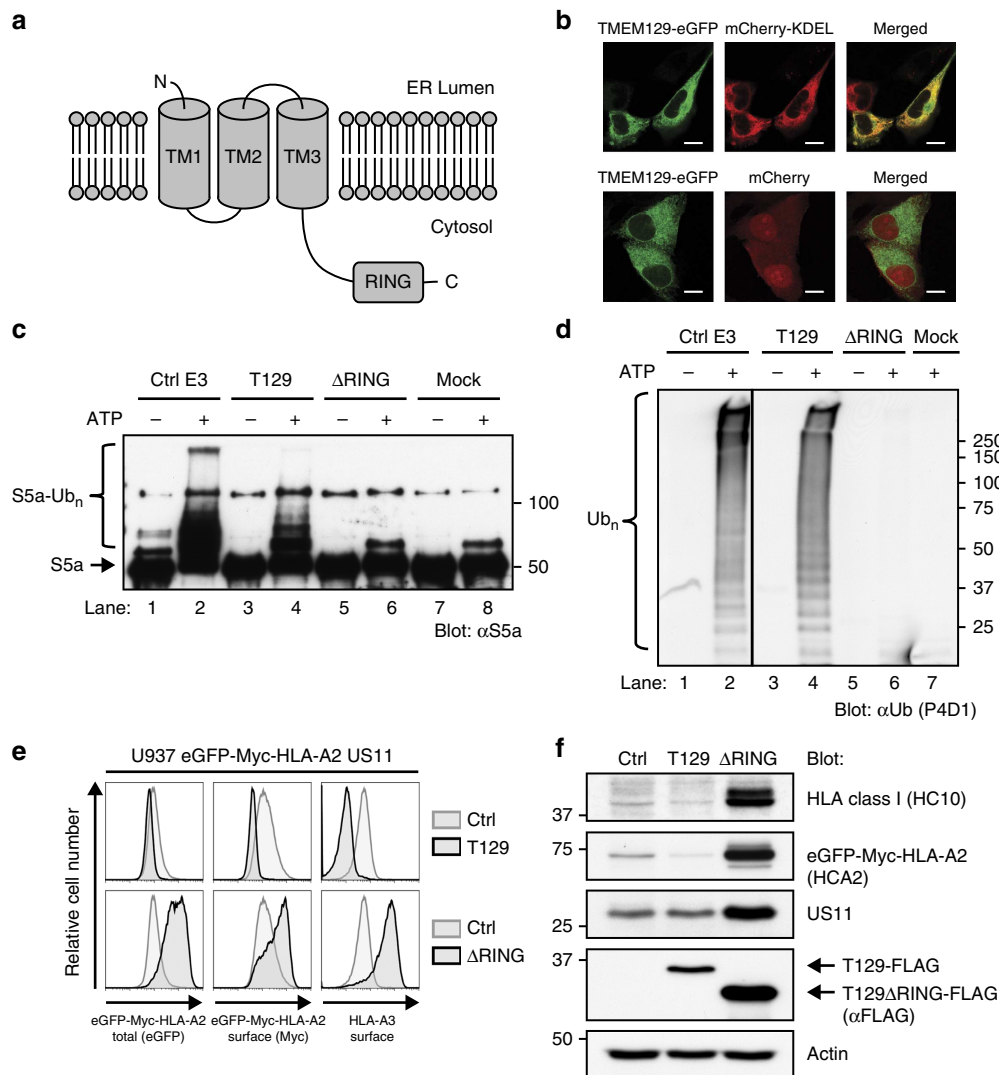 a
N
ER Lumen
TM1 TM2 TM3
Cytosol
RING
C
b
TMEM129-eGFP mCherry-KDEL Merged
TMEM129-eGFP mCherry Merged
c
Ctrl E3 T129 ΔRING Mock
ATP – + – + – + – +
S5a-Ubn
100
S5a
50
Lane: 1 2 3 4 5 6 7 8
Blot: αS5a
d
Ctrl E3 T129 ΔRING Mock
ATP – + – + – + +
Ubn
250
150
100
75
50
37
25
Lane: 1 2 3 4 5 6 7
Blot: αUb (P4D1)
e
U937 eGFP-Myc-HLA-A2 US11
Relative cell number
Ctrl
T129
Ctrl
ΔRING
eGFP-Myc-HLA-A2
total (eGFP)
eGFP-Myc-HLA-A2
surface (Myc)
HLA-A3
surface
f
Ctrl T129 ΔRING Blot:
37
HLA class I (HC10)
75
eGFP-Myc-HLA-A2
(HCA2)
25
US11
37
T129-FLAG
T129ΔRING-FLAG
(αFLAG)
50
Actin